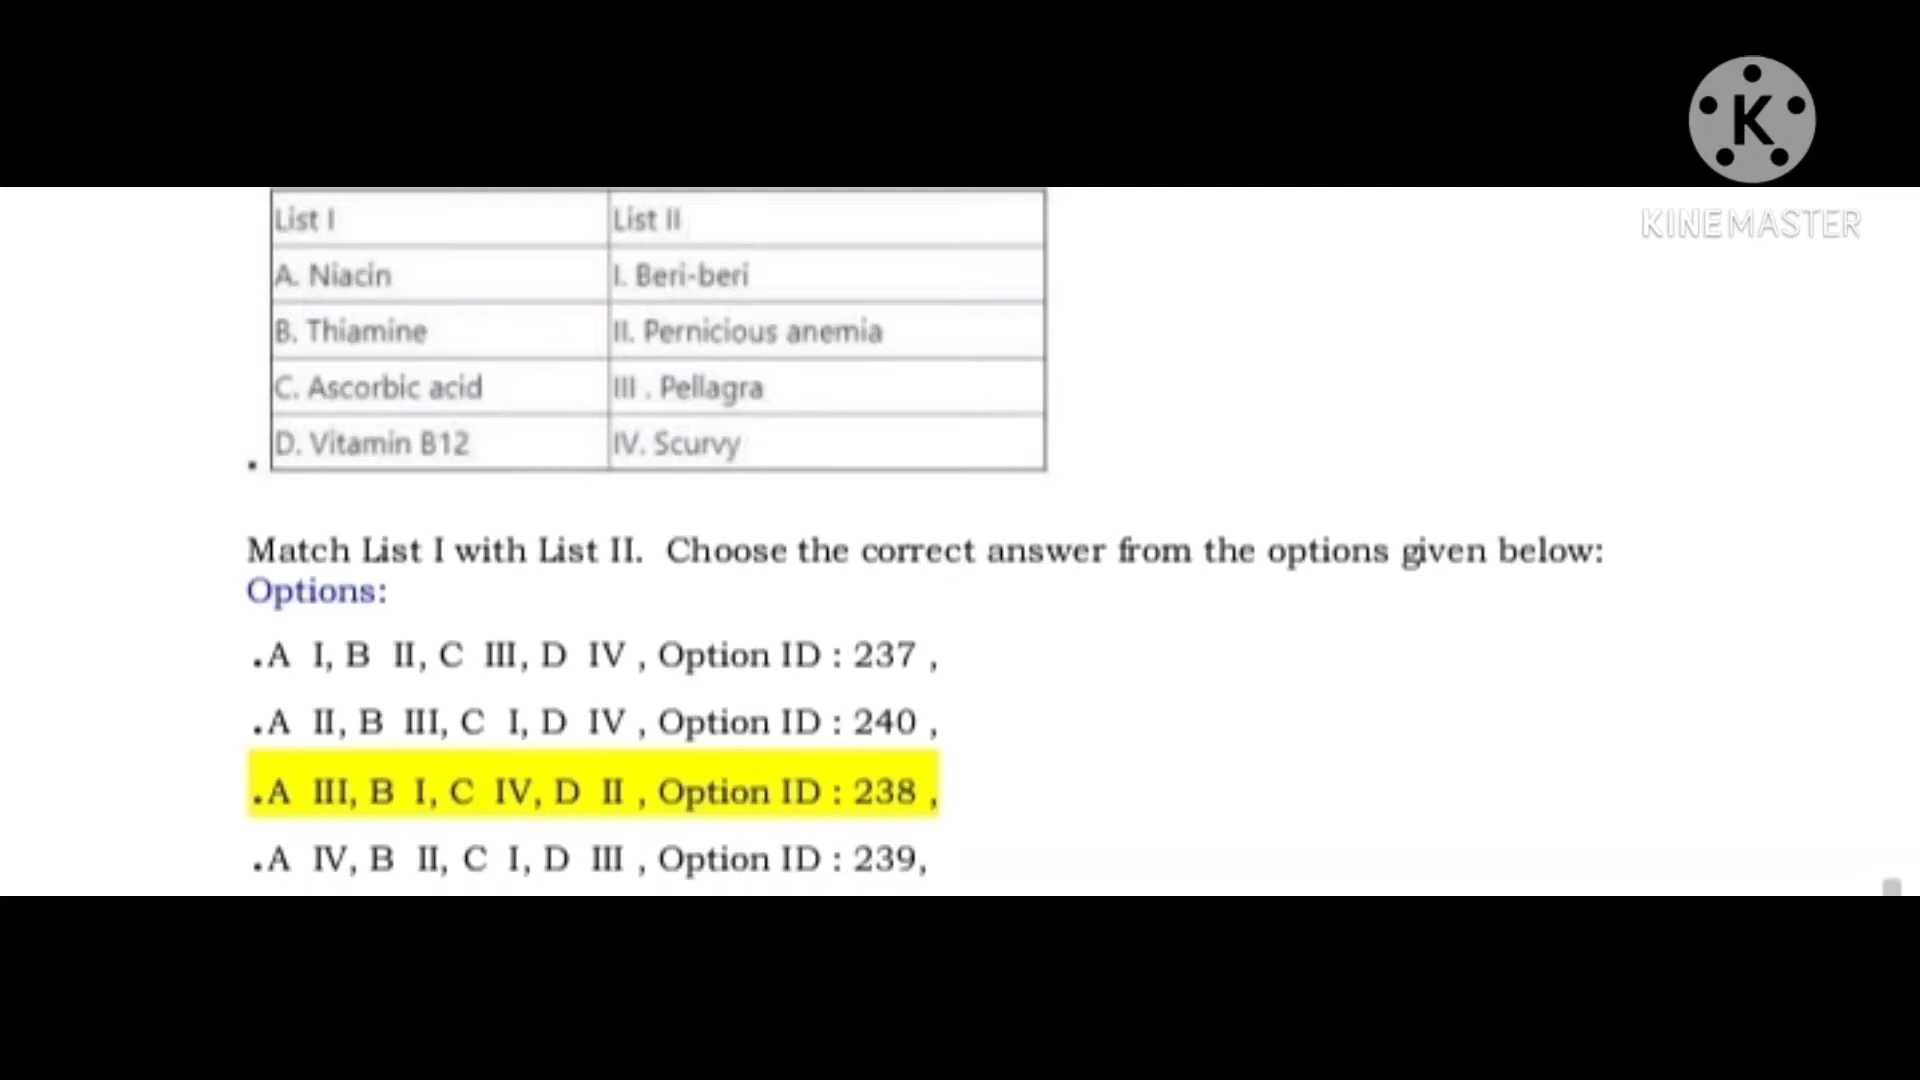 K
KINEMASTER
List I List II
A. Niacin I. Beri-beri
B. Thiamine II. Pernicious anemia
C. Ascorbic acid III . Pellagra
D. Vitamin B12 IV. Scurvy
Match List I with List II. Choose the correct answer from the options given below:
Options:
.A I, B II, C III, D IV , Option ID : 237 ,
.A II, B III, C I, D IV , Option ID : 240 ,
.A III, B I, C IV, D II , Option ID : 238 ,
.A IV, B II, C I, D III , Option ID : 239,